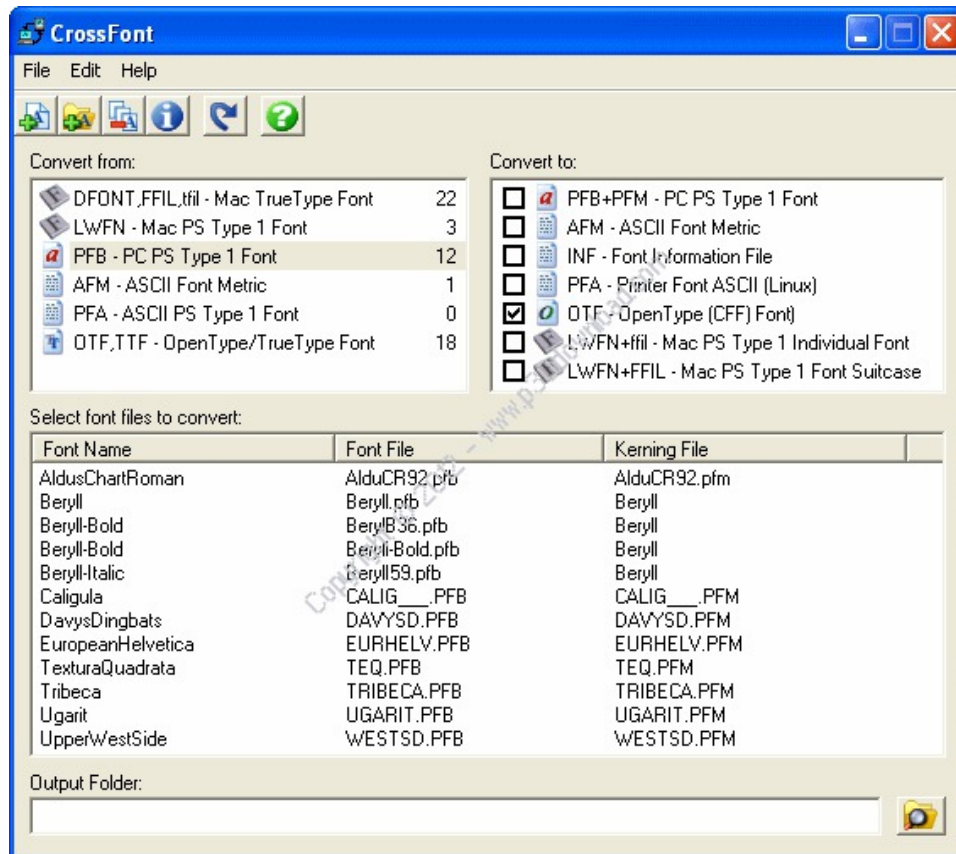 CrossFont
File Edit Help
Convert from:
DFONT,FFIL,tfil - Mac TrueType Font 22
LWFN - Mac PS Type 1 Font 3
PFB - PC PS Type 1 Font 12
AFM - ASCII Font Metric 1
PFA - ASCII PS Type 1 Font 0
OTF,TTF - OpenType/TrueType Font 18
Convert to:
PFB+PFM - PC PS Type 1 Font
AFM - ASCII Font Metric
INF - Font Information File
PFA - Printer Font ASCII (Linux)
OTF - OpenType (CFF) Font)
LWFN+ffil - Mac PS Type 1 Individual Font
LWFN+FFIL - Mac PS Type 1 Font Suitcase
Select font files to convert:
Font Name Font File Kerning File
AldusChartRoman AlduCR92.pfb AlduCR92.pfm
Beryll Beryll.pfb Beryll
Beryll-Bold BerylB36.pfb Beryll
Beryll-Bold Beryll-Bold.pfb Beryll
Beryll-Italic Beryll59.pfb Beryll
Caligula CALIG___.PFB CALIG___.PFM
DavysDingbats DAVYSD.PFB DAVYSD.PFM
EuropeanHelvetica EURHELV.PFB EURHELV.PFM
TexturaQuadrata TEQ.PFB TEQ.PFM
Tribeca TRIBECA.PFB TRIBECA.PFM
Ugarit UGARIT.PFB UGARIT.PFM
UpperWestSide WESTSD.PFB WESTSD.PFM
Output Folder:
Copyright © 2012 - www.p30download.com